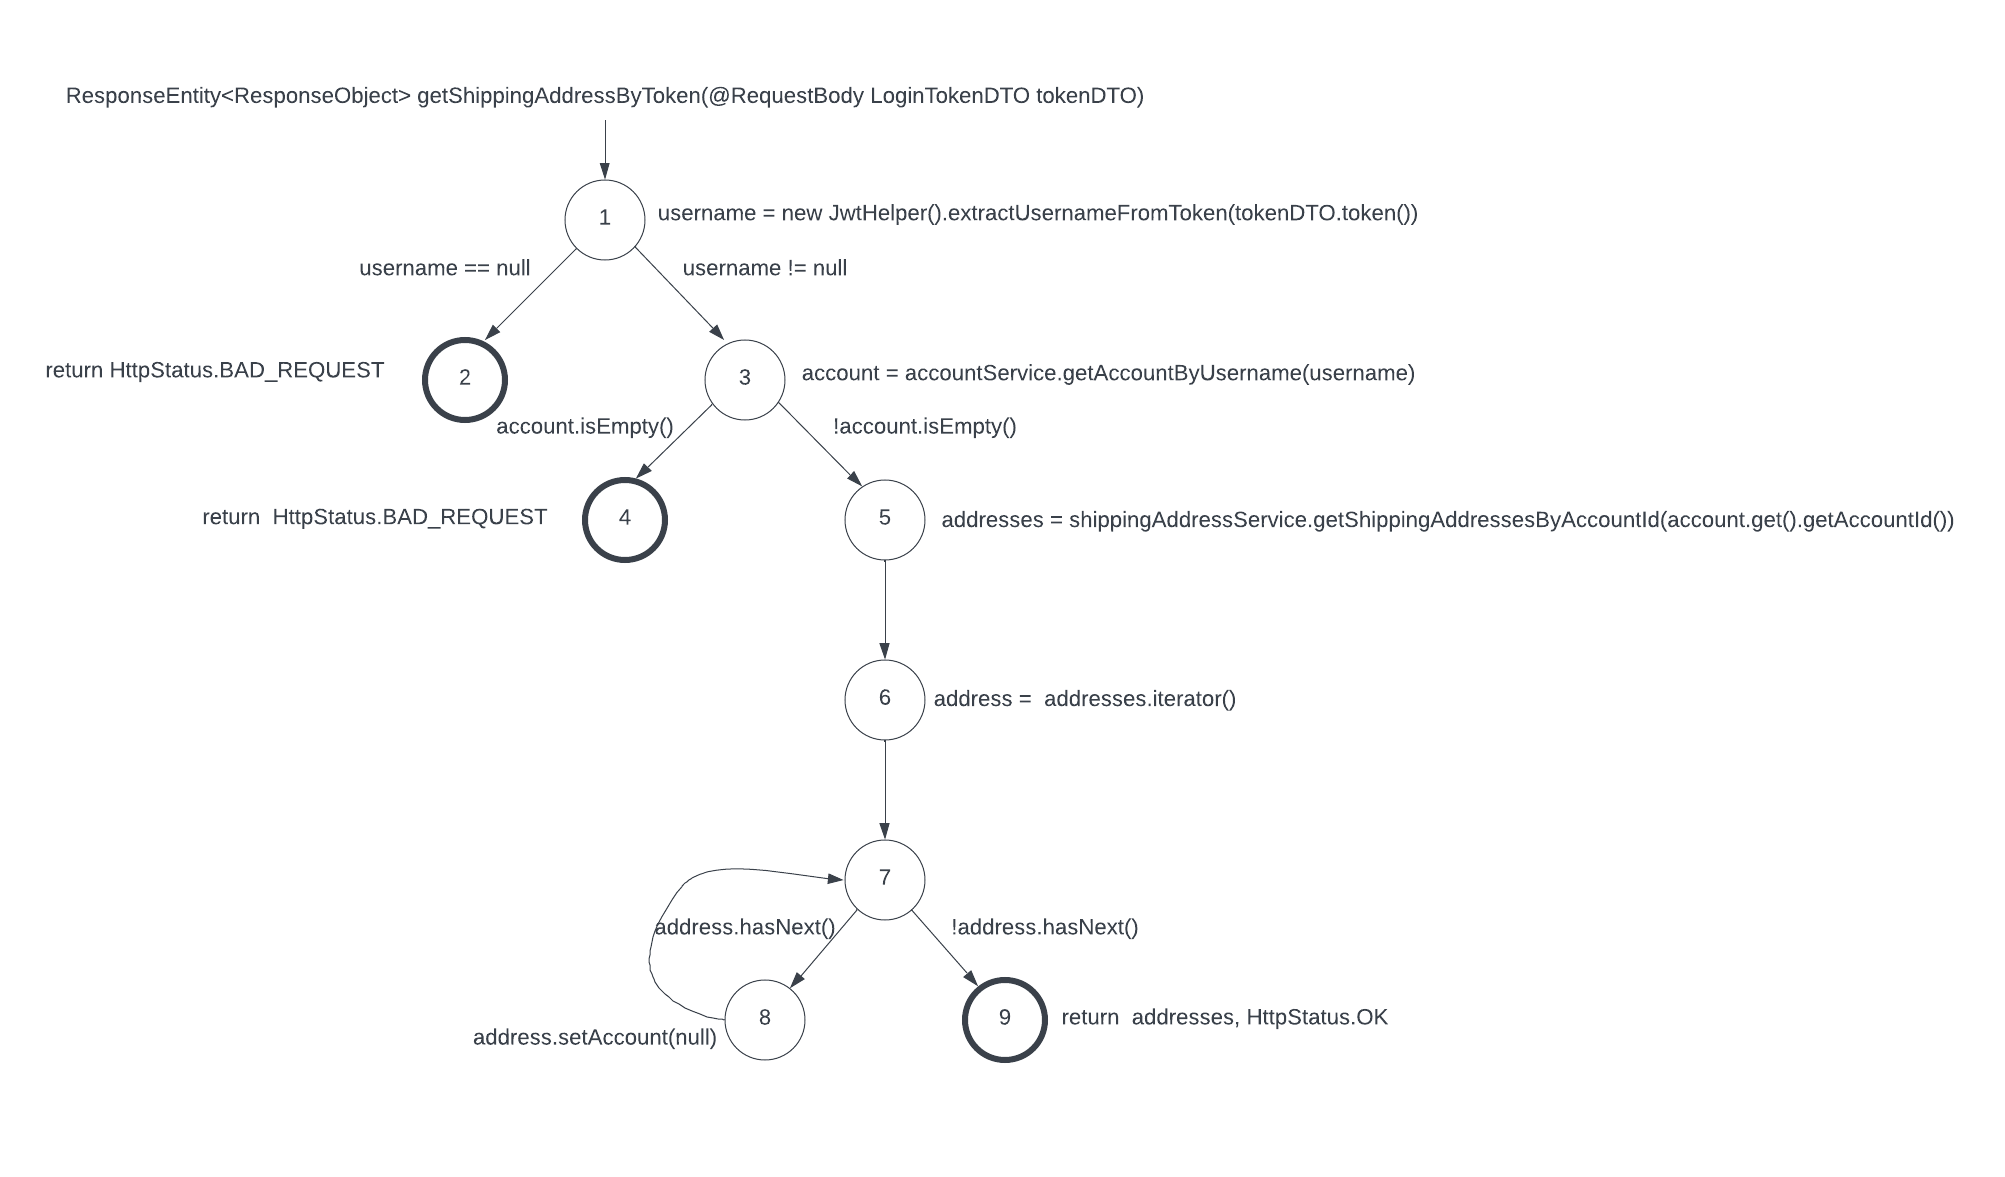 ResponseEntity<ResponseObject> getShippingAddressByToken(@RequestBody LoginTokenDTO tokenDTO)
1
username = new JwtHelper().extractUsernameFromToken(tokenDTO.token())
username == null
username != null
return HttpStatus.BAD_REQUEST
2
3
account = accountService.getAccountByUsername(username)
account.isEmpty()
!account.isEmpty()
return  HttpStatus.BAD_REQUEST
4
5
addresses = shippingAddressService.getShippingAddressesByAccountId(account.get().getAccountId())
6
address =  addresses.iterator()
7
address.hasNext()
!address.hasNext()
address.setAccount(null)
8
9
return  addresses, HttpStatus.OK